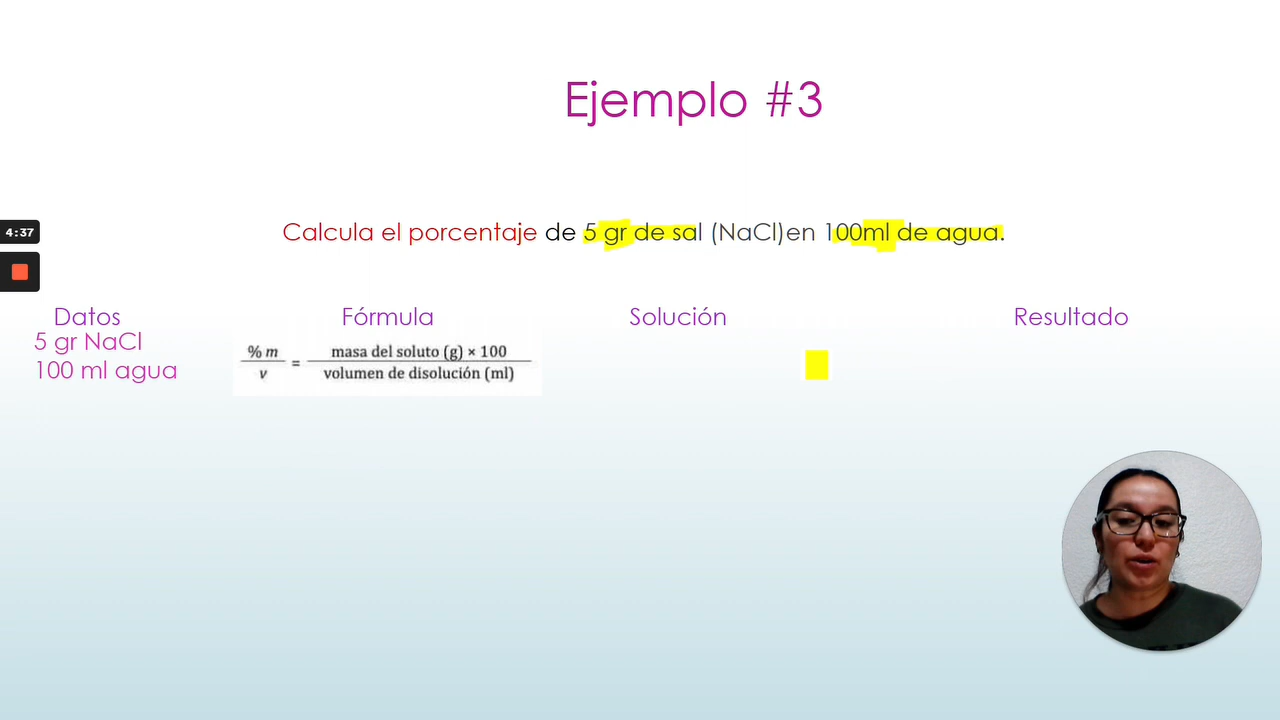 Ejemplo #3
4:37
Calcula el porcentaje de 5 gr de sal (NaCl)en 100ml de agua.
Datos Fórmula Solución Resultado
5 gr NaCl
100 ml agua
% m / v = masa del soluto (g) × 100 / volumen de disolución (ml)